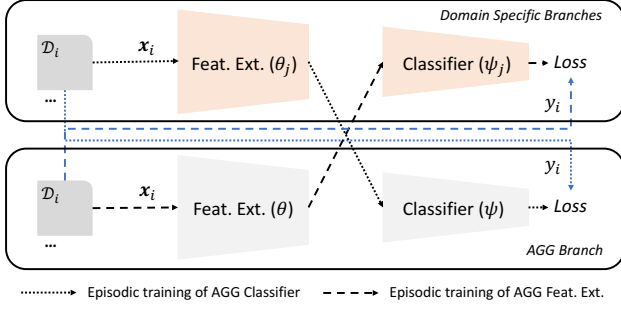 Domain Specific Branches
𝒟ᵢ
𝒙ᵢ
Feat. Ext. (θⱼ)
Classifier (ψⱼ)
Loss
...
yᵢ
𝒟ᵢ
𝒙ᵢ
Feat. Ext. (θ)
Classifier (ψ)
yᵢ
Loss
...
AGG Branch
Episodic training of AGG Classifier
Episodic training of AGG Feat. Ext.